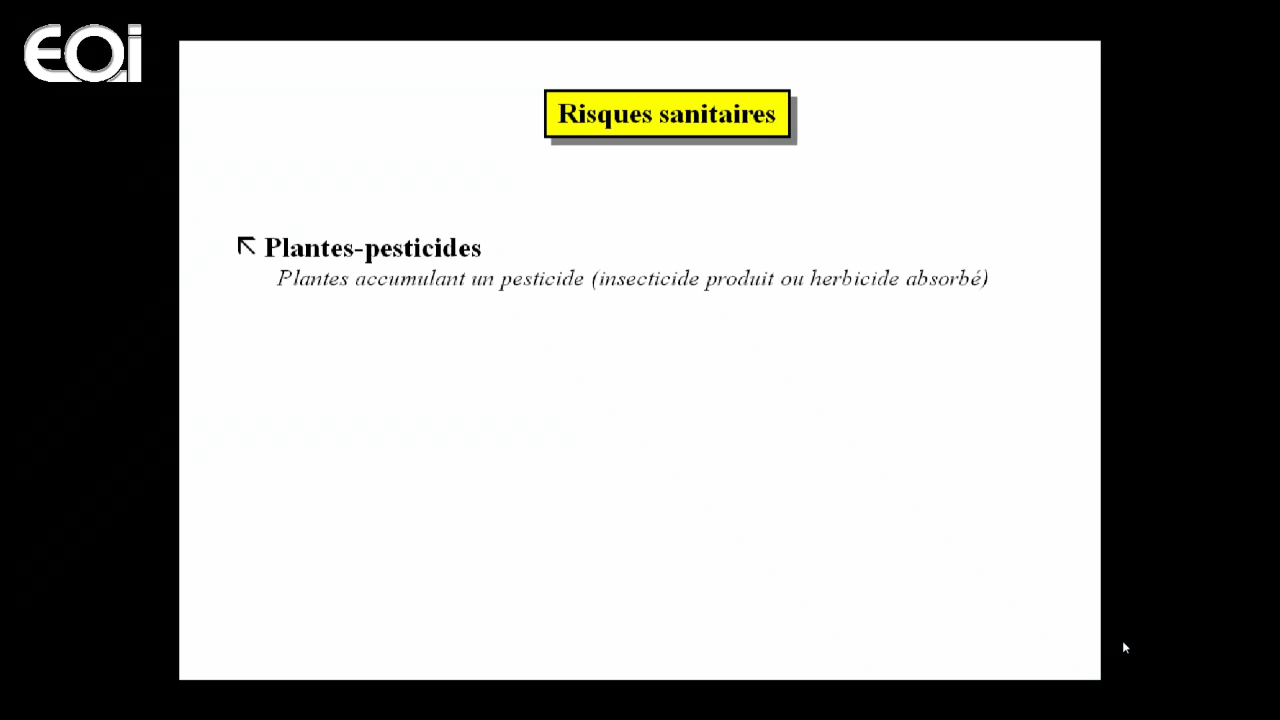 EOi
Risques sanitaires
Plantes-pesticides
Plantes accumulant un pesticide (insecticide produit ou herbicide absorbé)